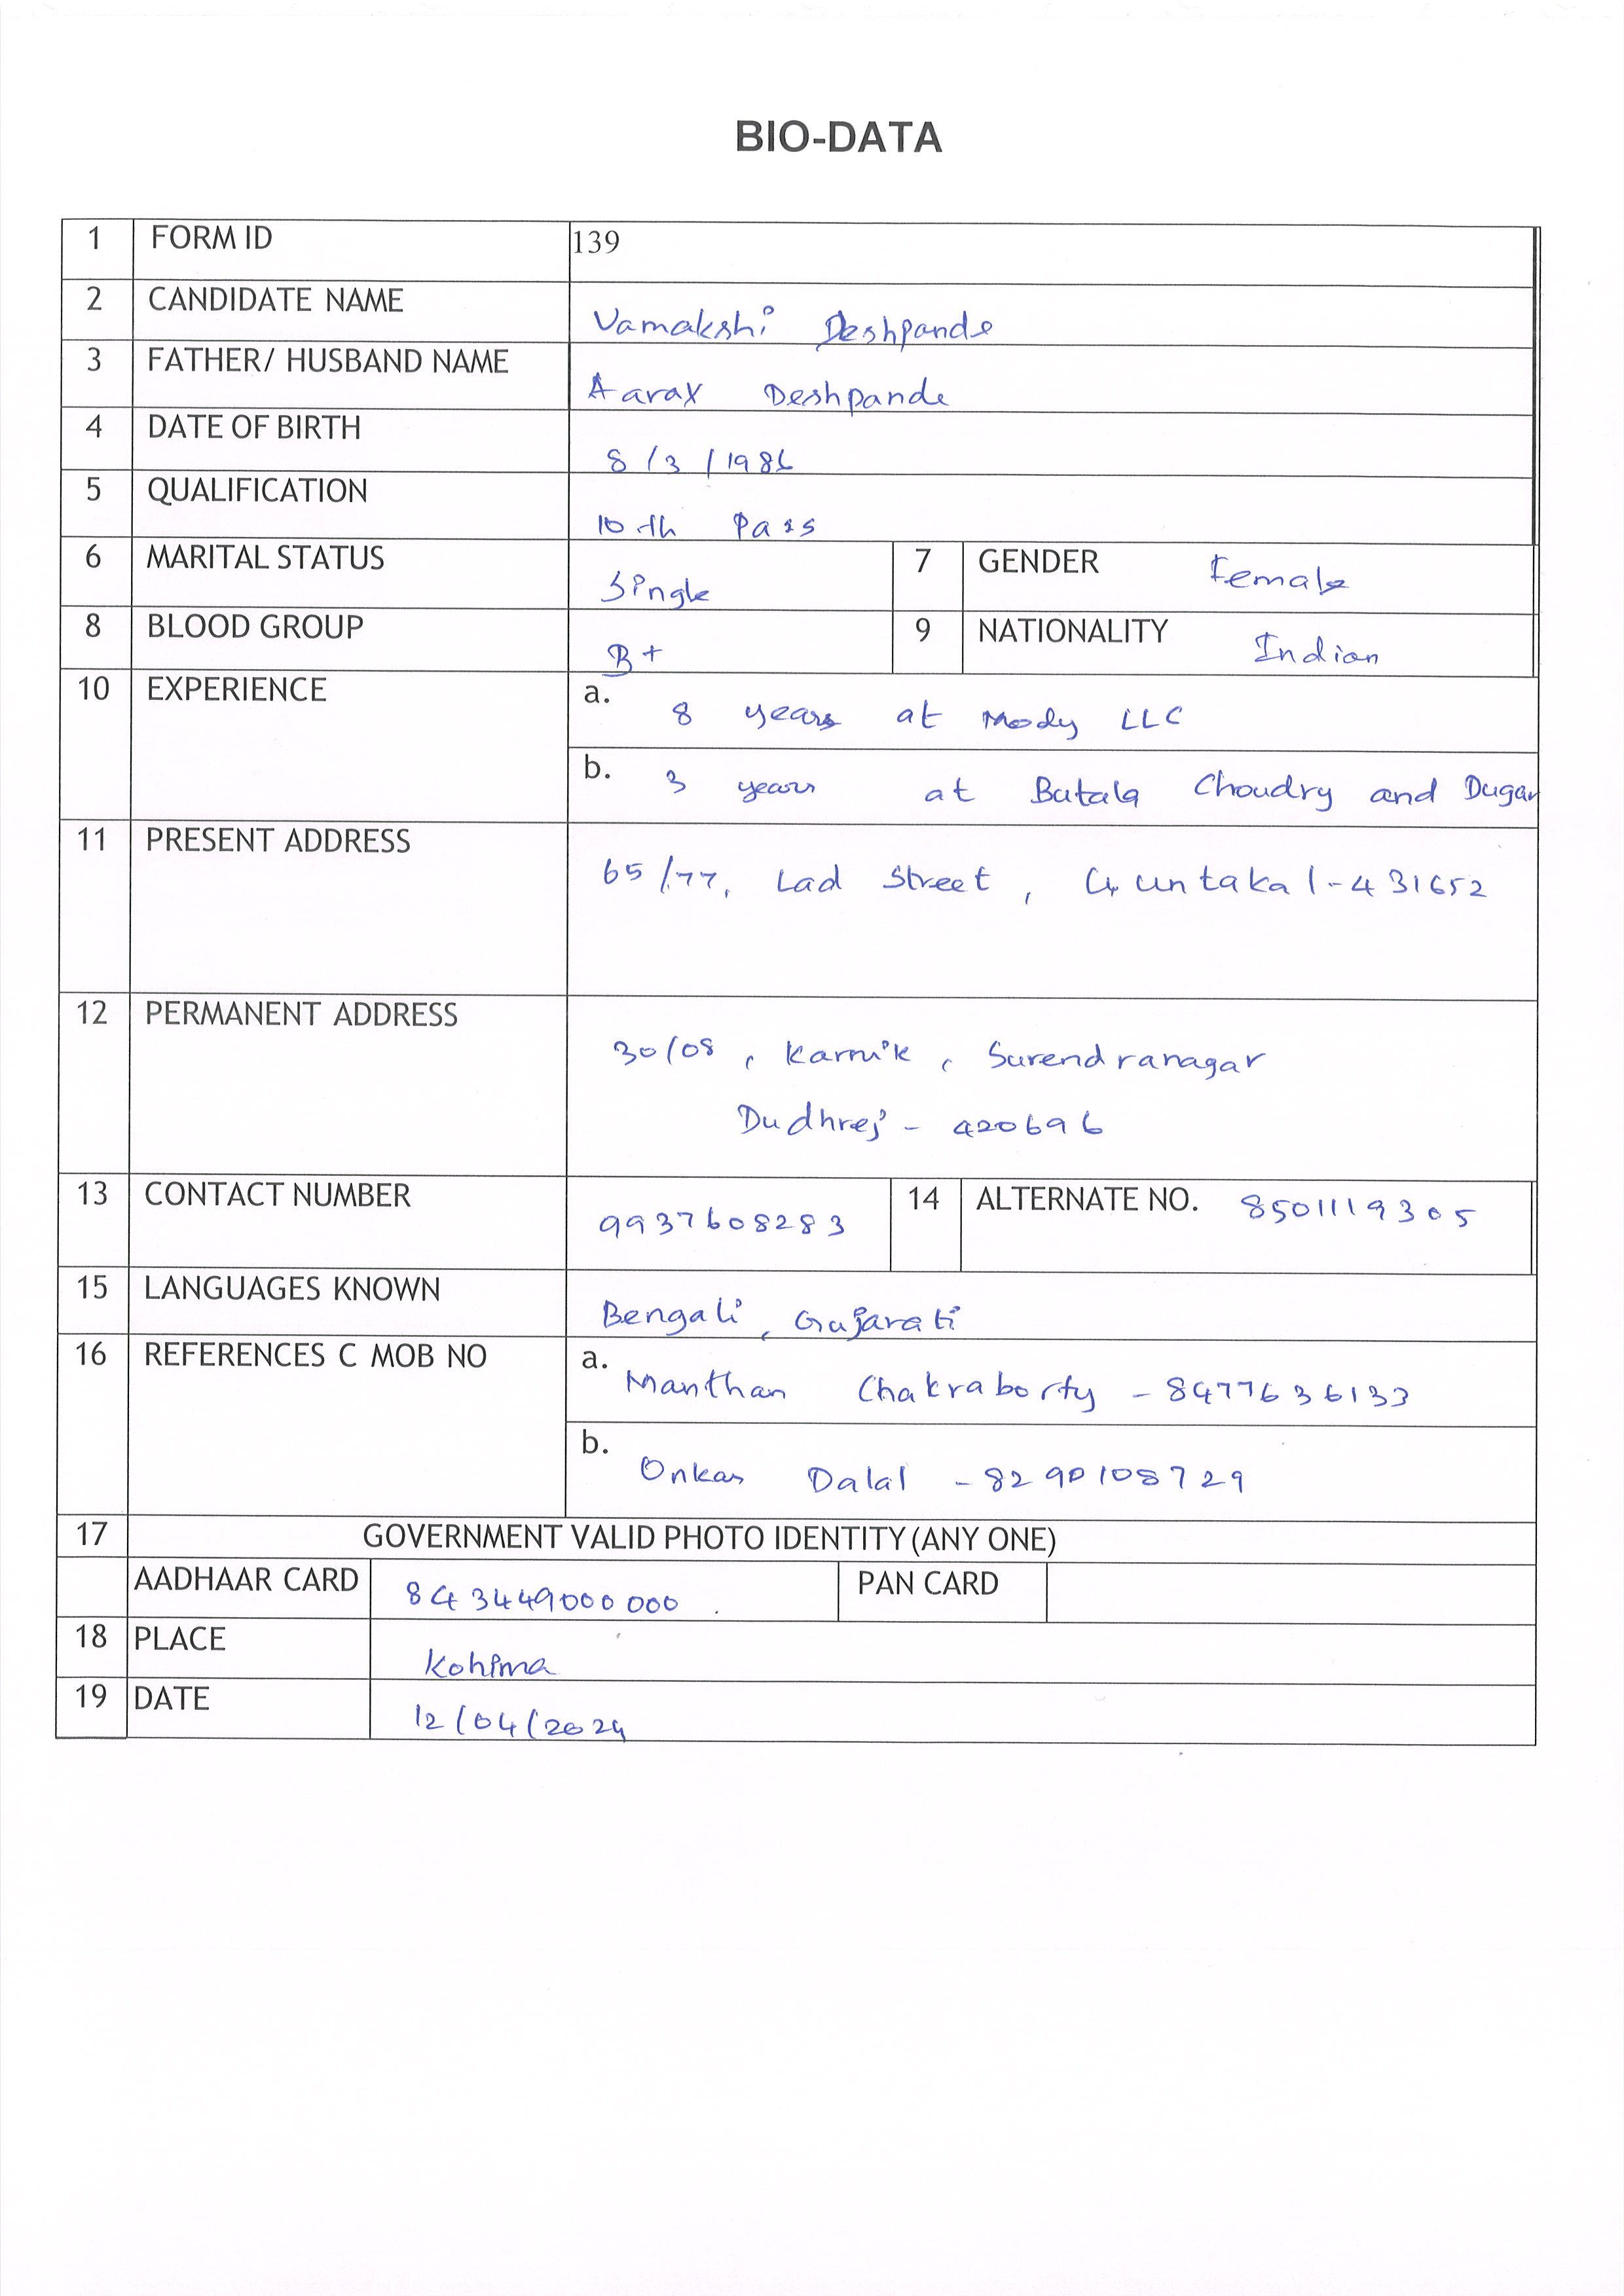 BIO-DATA
1 FORM ID 139
2 CANDIDATE NAME Vamakshi Deshpande
3 FATHER/ HUSBAND NAME Aarax Deshpande
4 DATE OF BIRTH 8/3/1986
5 QUALIFICATION 10th Pass
6 MARITAL STATUS Single 7 GENDER Female
8 BLOOD GROUP B+ 9 NATIONALITY Indian
10 EXPERIENCE a. 8 years at Mody LLC
b. 3 years at Butala Choudry and Dugar
11 PRESENT ADDRESS 65/77, Lad Street, Guntakal-431652
12 PERMANENT ADDRESS 30/08, Karnik, Surendranagar
Dudhrej - 420696
13 CONTACT NUMBER 9937608283 14 ALTERNATE NO. 8501119305
15 LANGUAGES KNOWN Bengali, Gujarati
16 REFERENCES C MOB NO a. Manthan Chakraborty - 8477636133
b. Onkar Dalal - 8290108729
17 GOVERNMENT VALID PHOTO IDENTITY (ANY ONE)
AADHAAR CARD 843449000000 PAN CARD
18 PLACE Kohima
19 DATE 12/04/2024